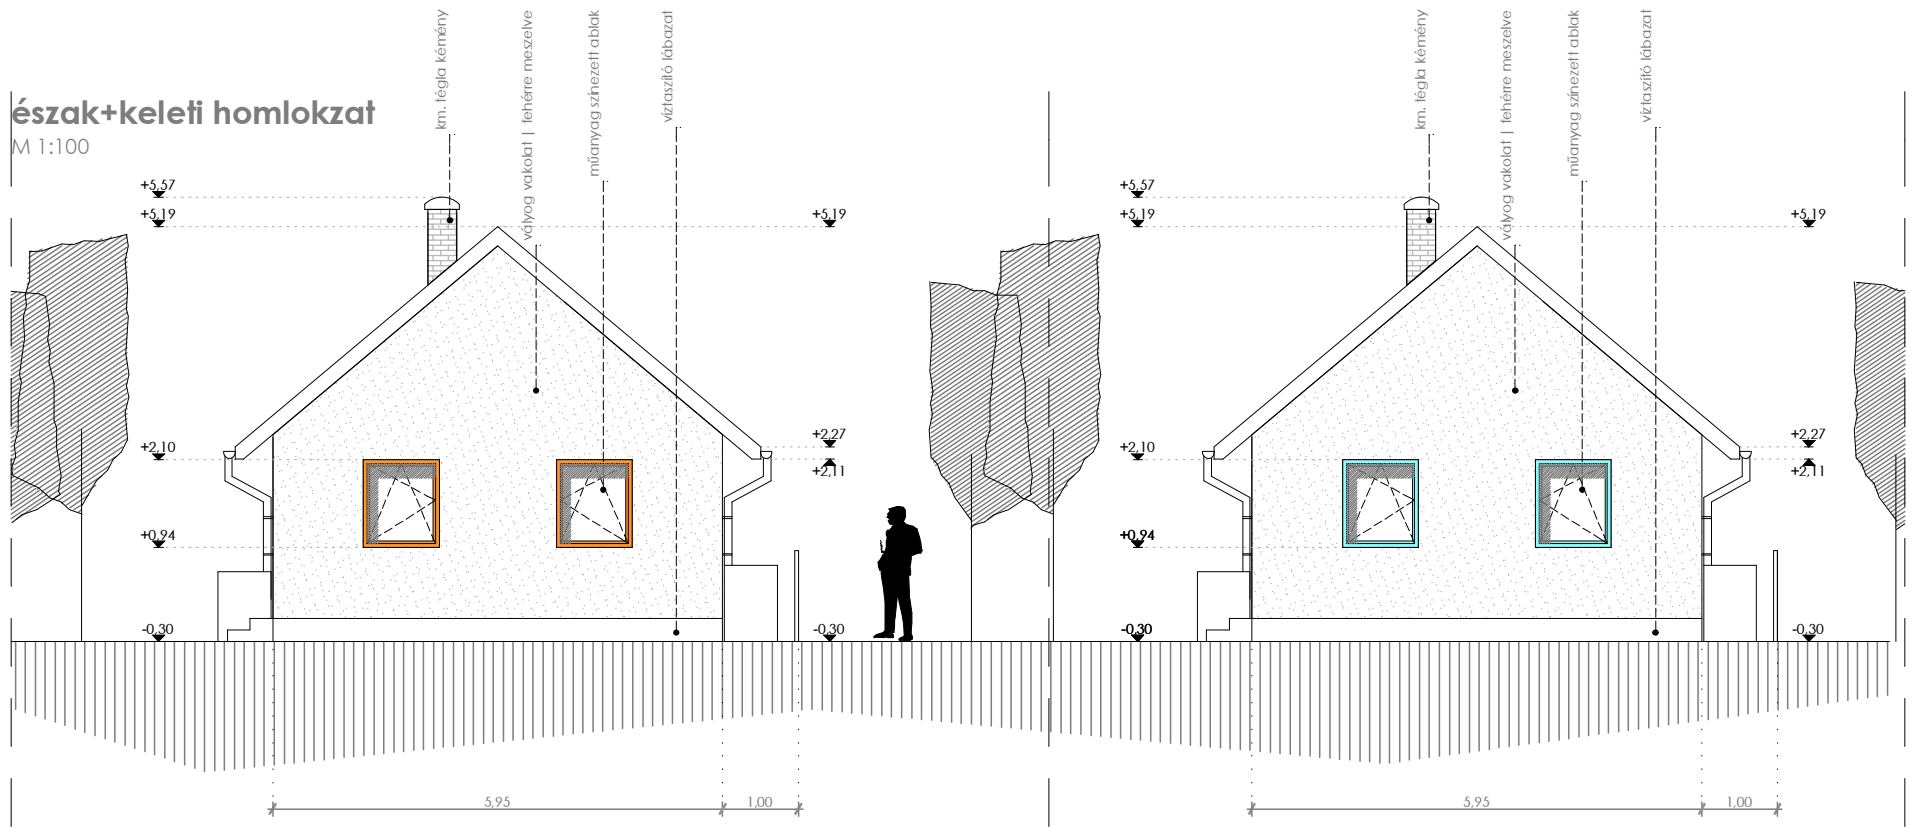 észak+keleti homlokzat
M 1:100
km. tégla kémény
vályog vakolat | fehérre meszelve
műanyag színezett ablak
víztaszító lábazat
km. tégla kémény
vályog vakolat | fehérre meszelve
műanyag színezett ablak
víztaszító lábazat
+5,57
+5,19
+5,19
+5,57
+5,19
+5,19
+2,10
+2,27
+2,11
+2,10
+2,27
+2,11
+0,94
+0,94
-0,30
-0,30
-0,30
-0,30
5,95
1,00
5,95
1,00